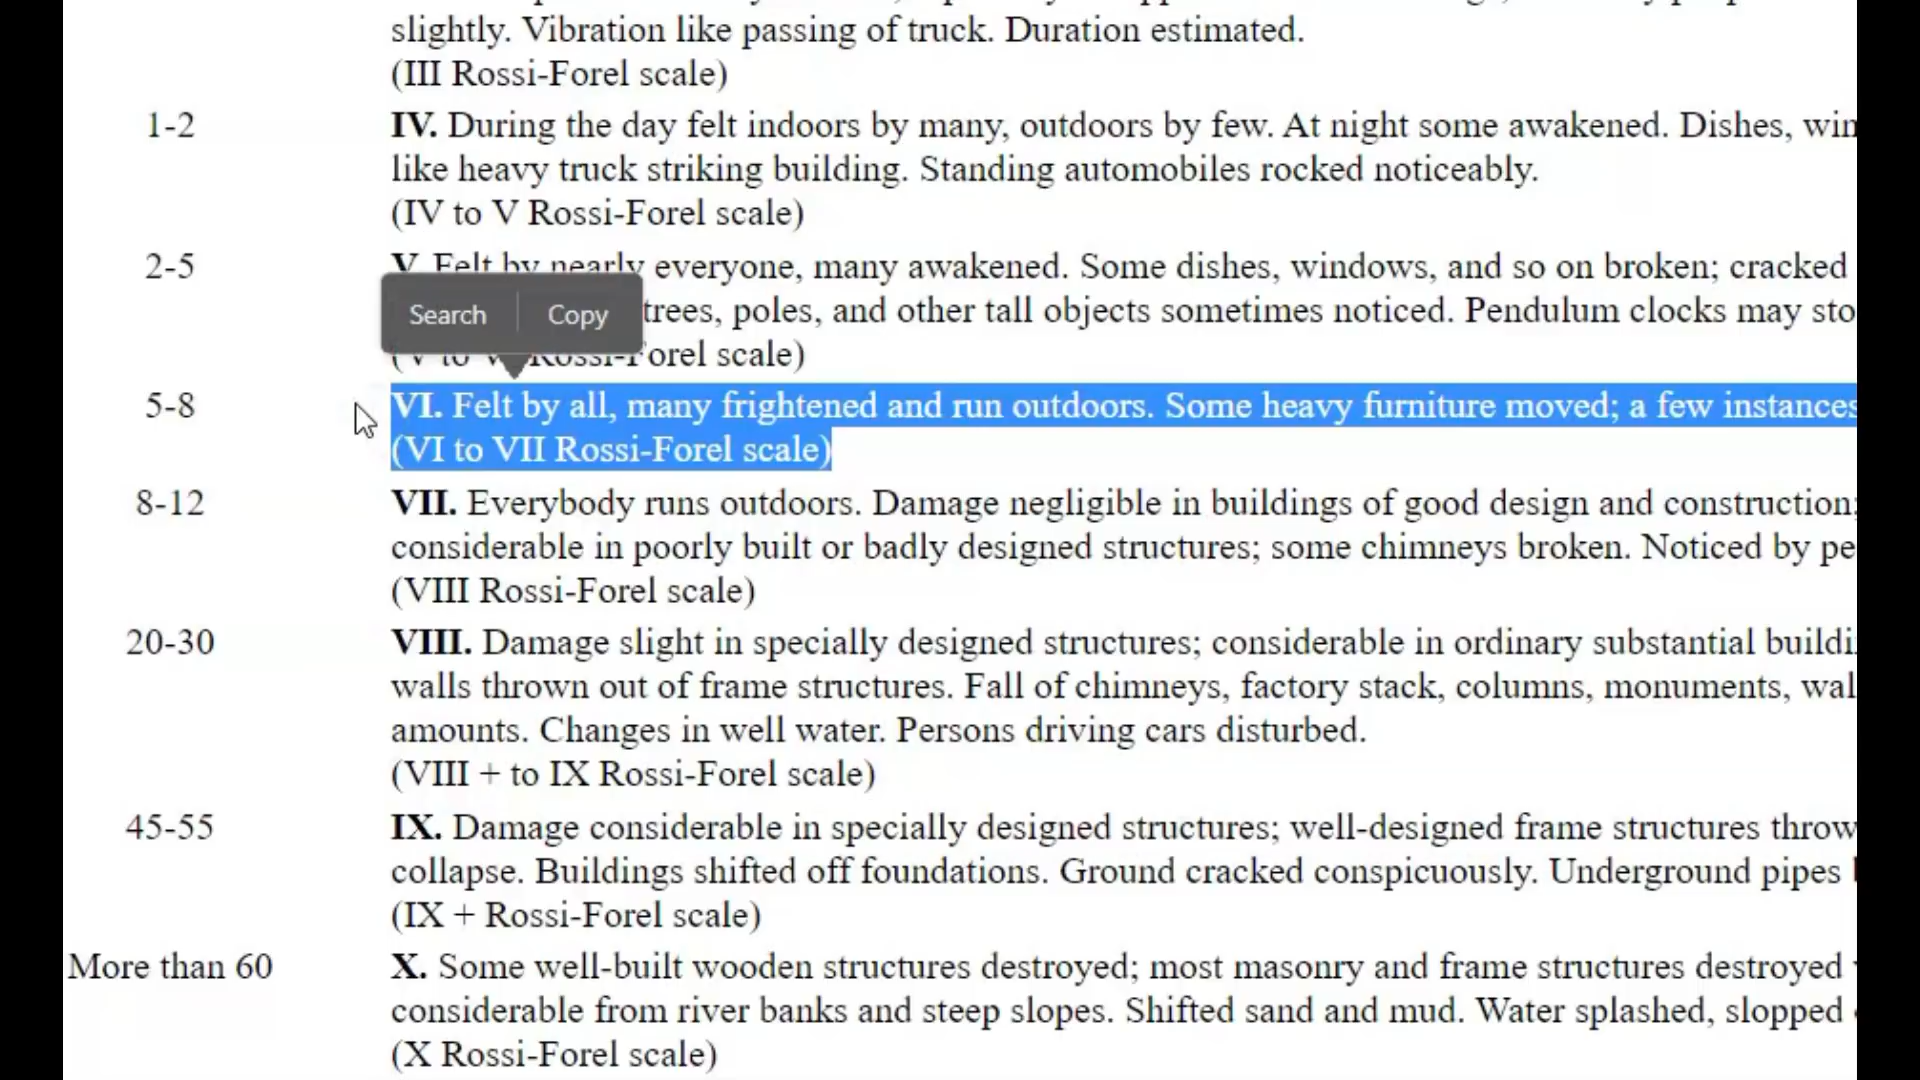 slightly. Vibration like passing of truck. Duration estimated.
(III Rossi-Forel scale)
1-2 IV. During the day felt indoors by many, outdoors by few. At night some awakened. Dishes,
like heavy truck striking building. Standing automobiles rocked noticeably.
(IV to V Rossi-Forel scale)
2-5 V. Felt by nearly everyone, many awakened. Some dishes, windows, and so on broken; cracked
Search Copy
trees, poles, and other tall objects sometimes noticed. Pendulum clocks may
(V to Rossi-Forel scale)
5-8 VI. Felt by all, many frightened and run outdoors. Some heavy furniture moved; a few instances
(VI to VII Rossi-Forel scale)
8-12 VII. Everybody runs outdoors. Damage negligible in buildings of good design and construction;
considerable in poorly built or badly designed structures; some chimneys broken. Noticed by
(VIII Rossi-Forel scale)
20-30 VIII. Damage slight in specially designed structures; considerable in ordinary substantial
walls thrown out of frame structures. Fall of chimneys, factory stack, columns, monuments,
amounts. Changes in well water. Persons driving cars disturbed.
(VIII + to IX Rossi-Forel scale)
45-55 IX. Damage considerable in specially designed structures; well-designed frame structures
collapse. Buildings shifted off foundations. Ground cracked conspicuously. Underground pipes
(IX + Rossi-Forel scale)
More than 60 X. Some well-built wooden structures destroyed; most masonry and frame structures destroyed
considerable from river banks and steep slopes. Shifted sand and mud. Water splashed, slopped
(X Rossi-Forel scale)